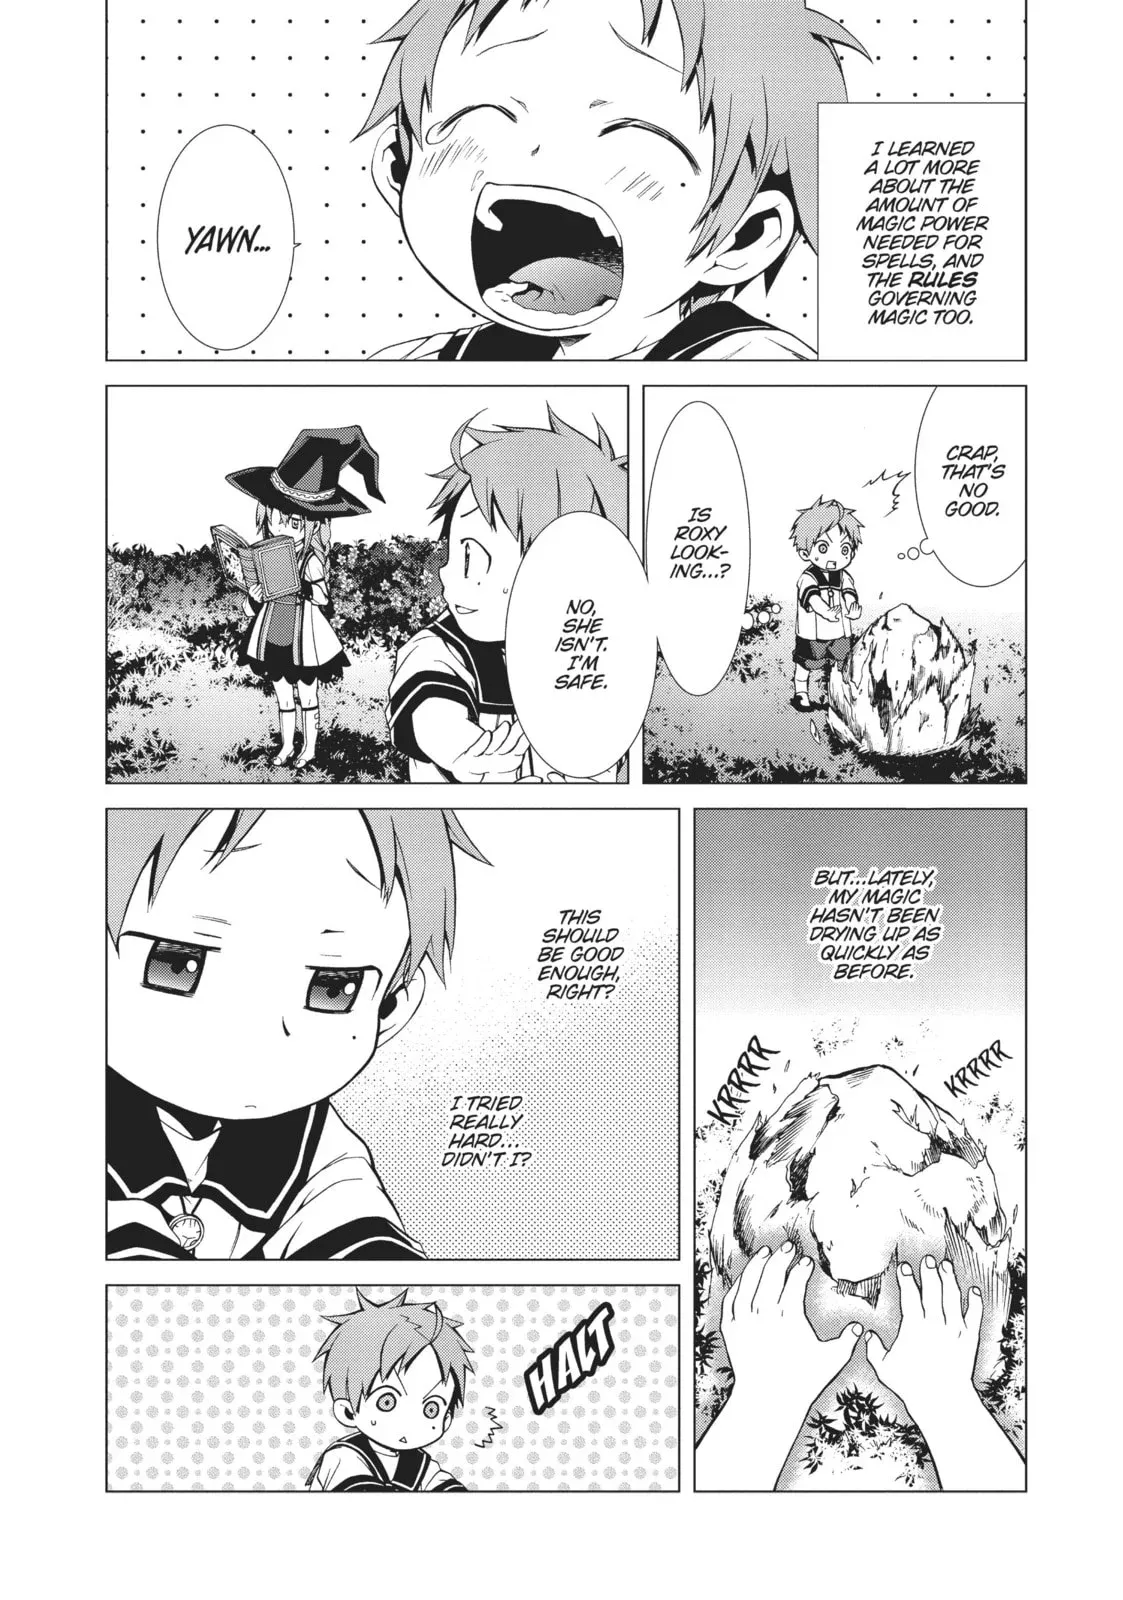 I LEARNED
A LOT MORE
ABOUT THE
AMOUNT OF
MAGIC POWER
NEEDED FOR
SPELLS, AND
THE RULES
GOVERNING
MAGIC TOO.
YAWN...
CRAP,
THAT'S
NO
GOOD.
IS
ROXY
LOOK-
ING...?
NO,
SHE
ISN'T.
I'M
SAFE.
BUT...LATELY,
MY MAGIC
HASN'T BEEN
DRYING UP AS
QUICKLY AS
BEFORE.
KRRRR
KRRRR
THIS
SHOULD
BE GOOD
ENOUGH,
RIGHT?
I TRIED
REALLY
HARD...
DIDN'T I?
HALT